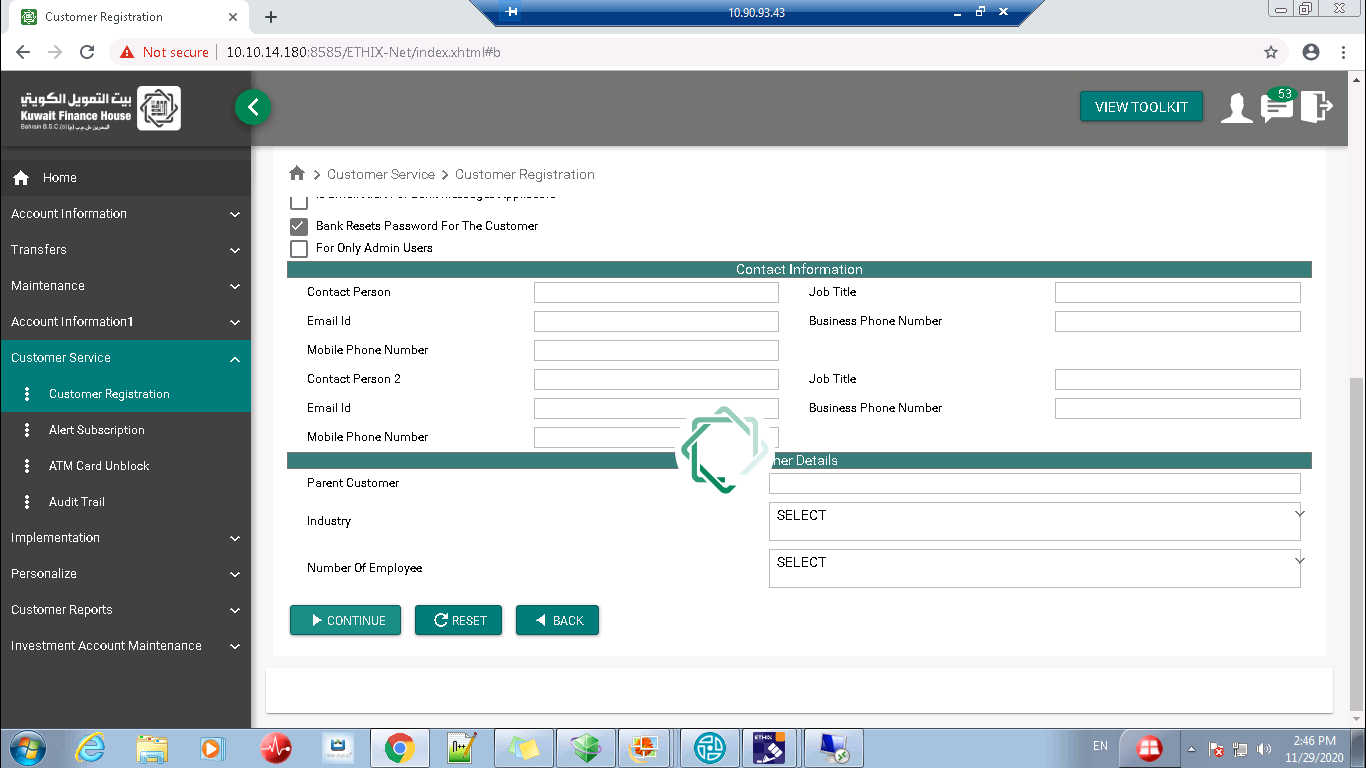 Customer Registration
10.90.93.43
Not secure
10.10.14.180:8585/ETHIX-Net/index.xhtml#b
بيت التمويل الكويتي
Kuwait Finance House
VIEW TOOLKIT
53
Home
Account Information
Transfers
Maintenance
Account Information1
Customer Service
Customer Registration
Alert Subscription
ATM Card Unblock
Audit Trail
Implementation
Personalize
Customer Reports
Investment Account Maintenance
Customer Service
Customer Registration
Bank Resets Password For The Customer
For Only Admin Users
Contact Information
Contact Person
Job Title
Email Id
Business Phone Number
Mobile Phone Number
Contact Person 2
Job Title
Email Id
Business Phone Number
Mobile Phone Number
Details
Parent Customer
Industry
SELECT
Number Of Employee
SELECT
CONTINUE
RESET
BACK
ETHIX
EN
2:46 PM
11/29/2020